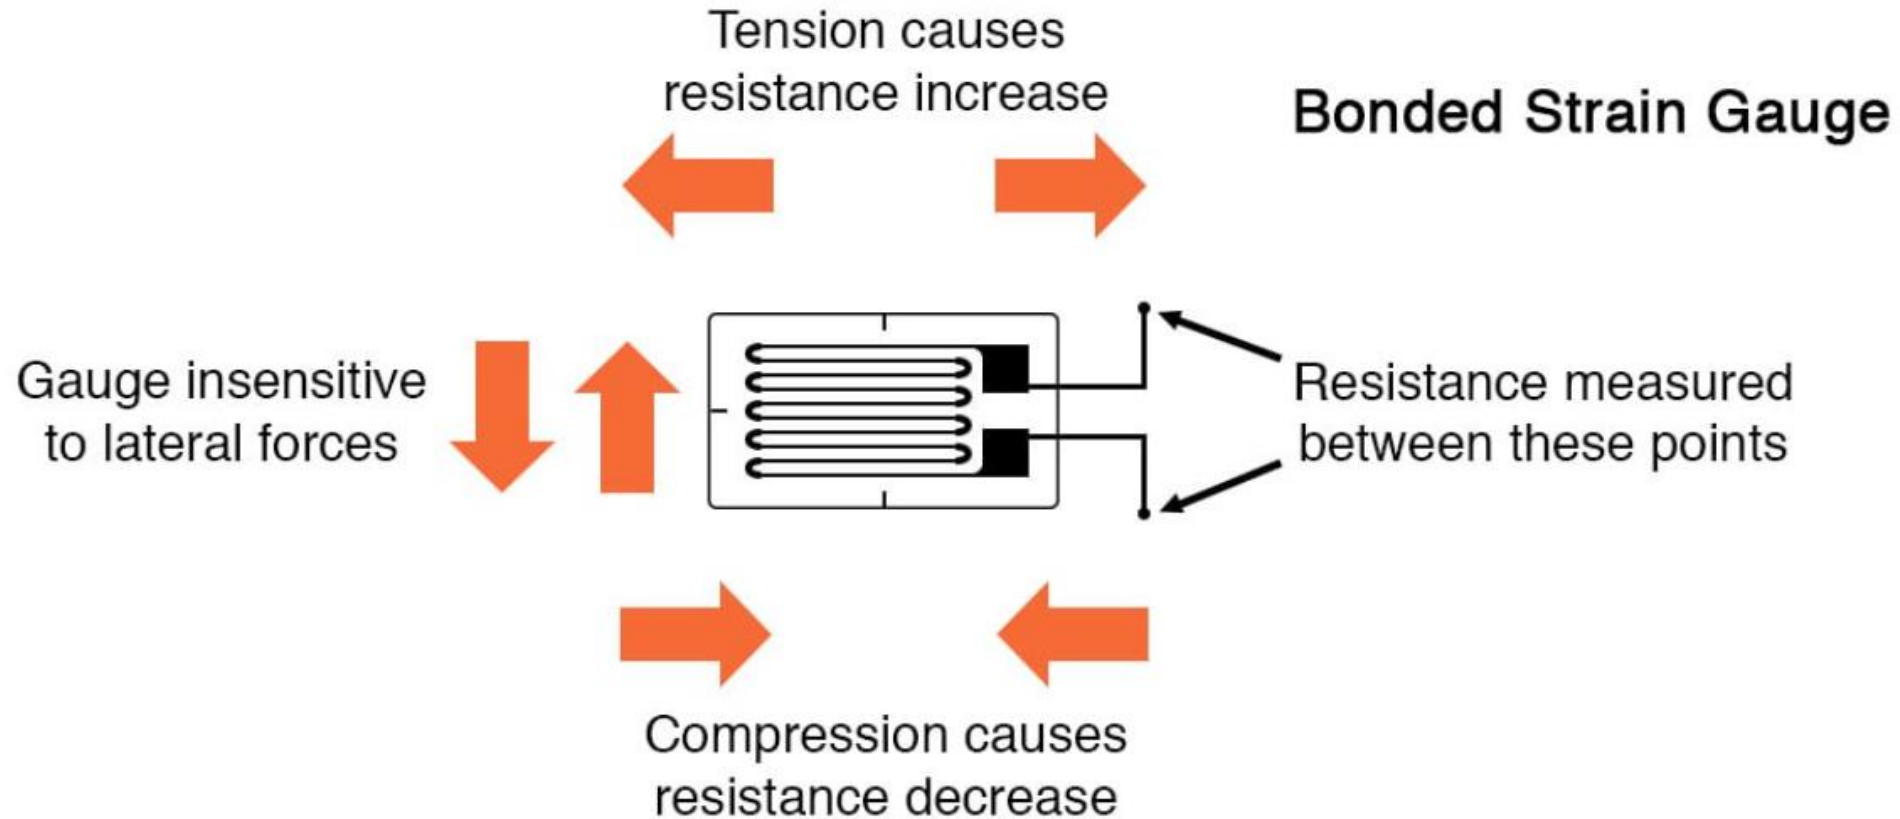 Tension causes
resistance increase
Bonded Strain Gauge
Gauge insensitive
to lateral forces
Resistance measured
between these points
Compression causes
resistance decrease